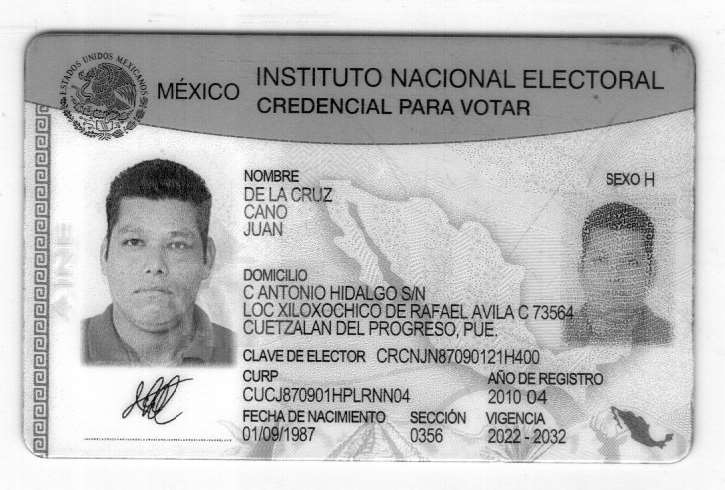 ESTADOS UNIDOS MEXICANOS
MÉXICO
INSTITUTO NACIONAL ELECTORAL
CREDENCIAL PARA VOTAR
NOMBRE
SEXO H
DE LA CRUZ
CANO
JUAN
DOMICILIO
C ANTONIO HIDALGO S/N
LOC XILOXOCHICO DE RAFAEL AVILA C 73564
CUETZALAN DEL PROGRESO, PUE.
CLAVE DE ELECTOR CRCNJN87090121H400
CURP
AÑO DE REGISTRO
CUCJ870901HPLRNN04
2010 04
FECHA DE NACIMIENTO SECCIÓN VIGENCIA
01/09/1987 0356 2022 - 2032